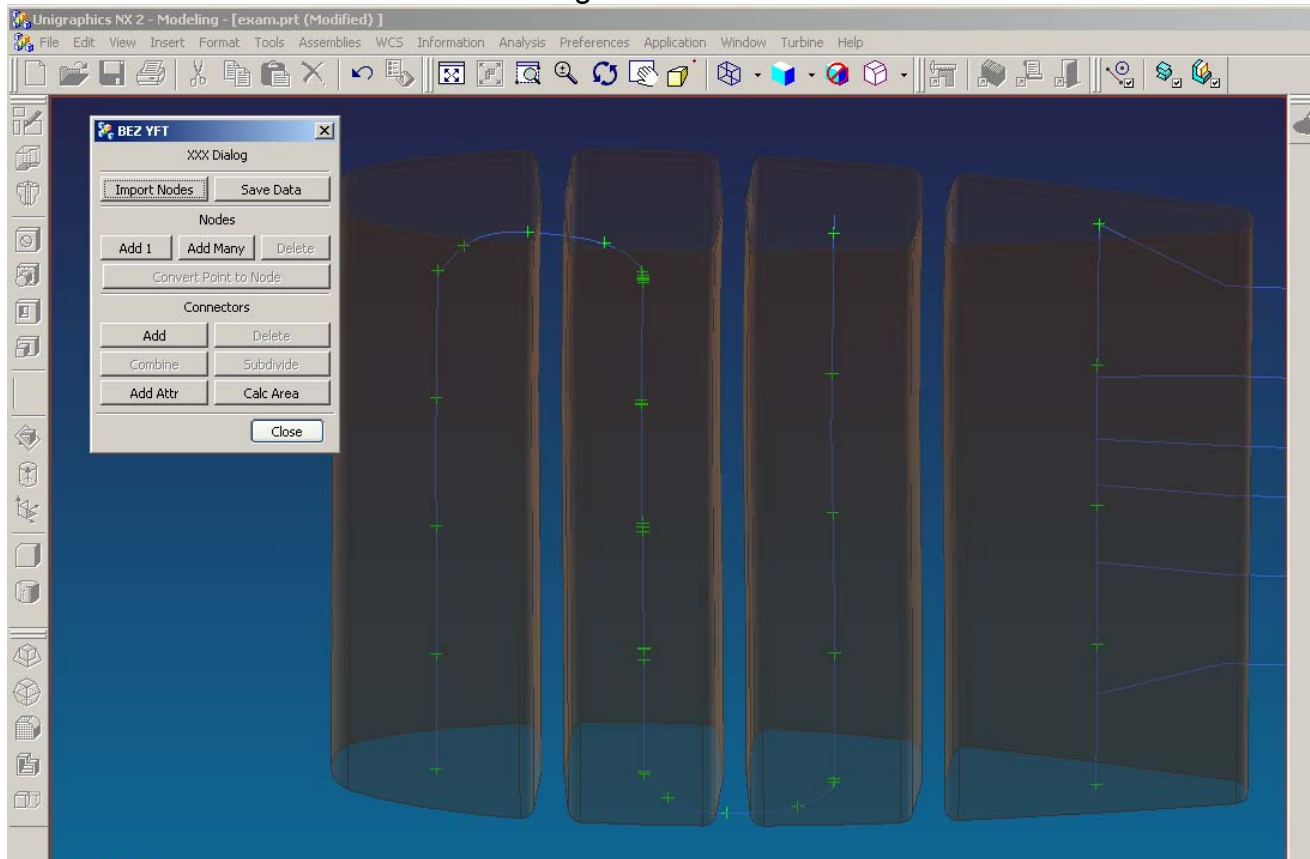 Unigraphics NX 2 - Modeling - [exam.prt (Modified) ]
File Edit View Insert Format Tools Assemblies WCS Information Analysis Preferences Application Window Turbine Help
BEZ YFT
XXX Dialog
Import Nodes Save Data
Nodes
Add 1 Add Many Delete
Convert Point to Node
Connectors
Add Delete
Combine Subdivide
Add Attr Calc Area
Close